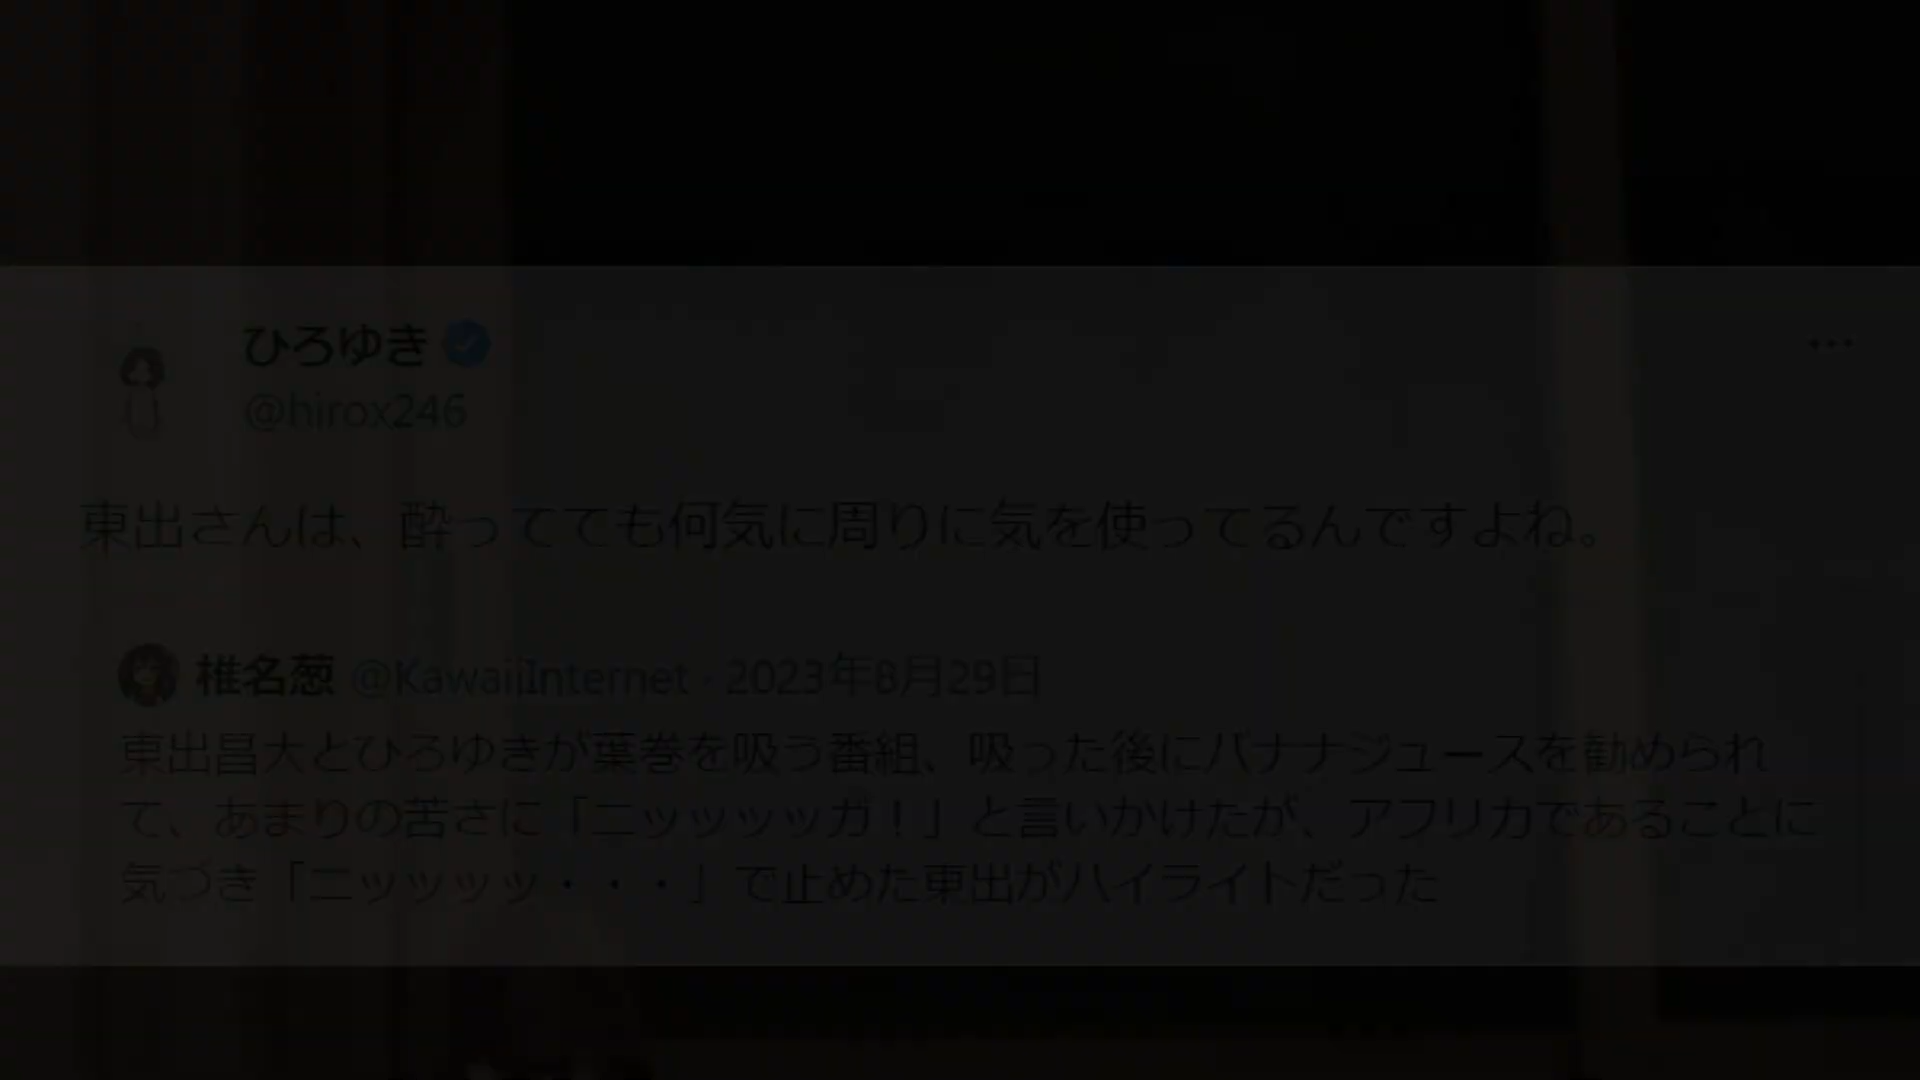 ひろゆき
@hirox246
東出さんは、酔ってても何気に周りに気を使ってるんですよね。
椎名葱 @KawaiiInternet · 2023年8月29日
東出昌大とひろゆきが葉巻を吸う番組、吸った後にバナナジュースを勧められ
て、あまりの苦さに「ニッッッッガ！」と言いかけたが、アフリカであることに
気づき「ニッッッッ・・・」で止めた東出がハイライトだった